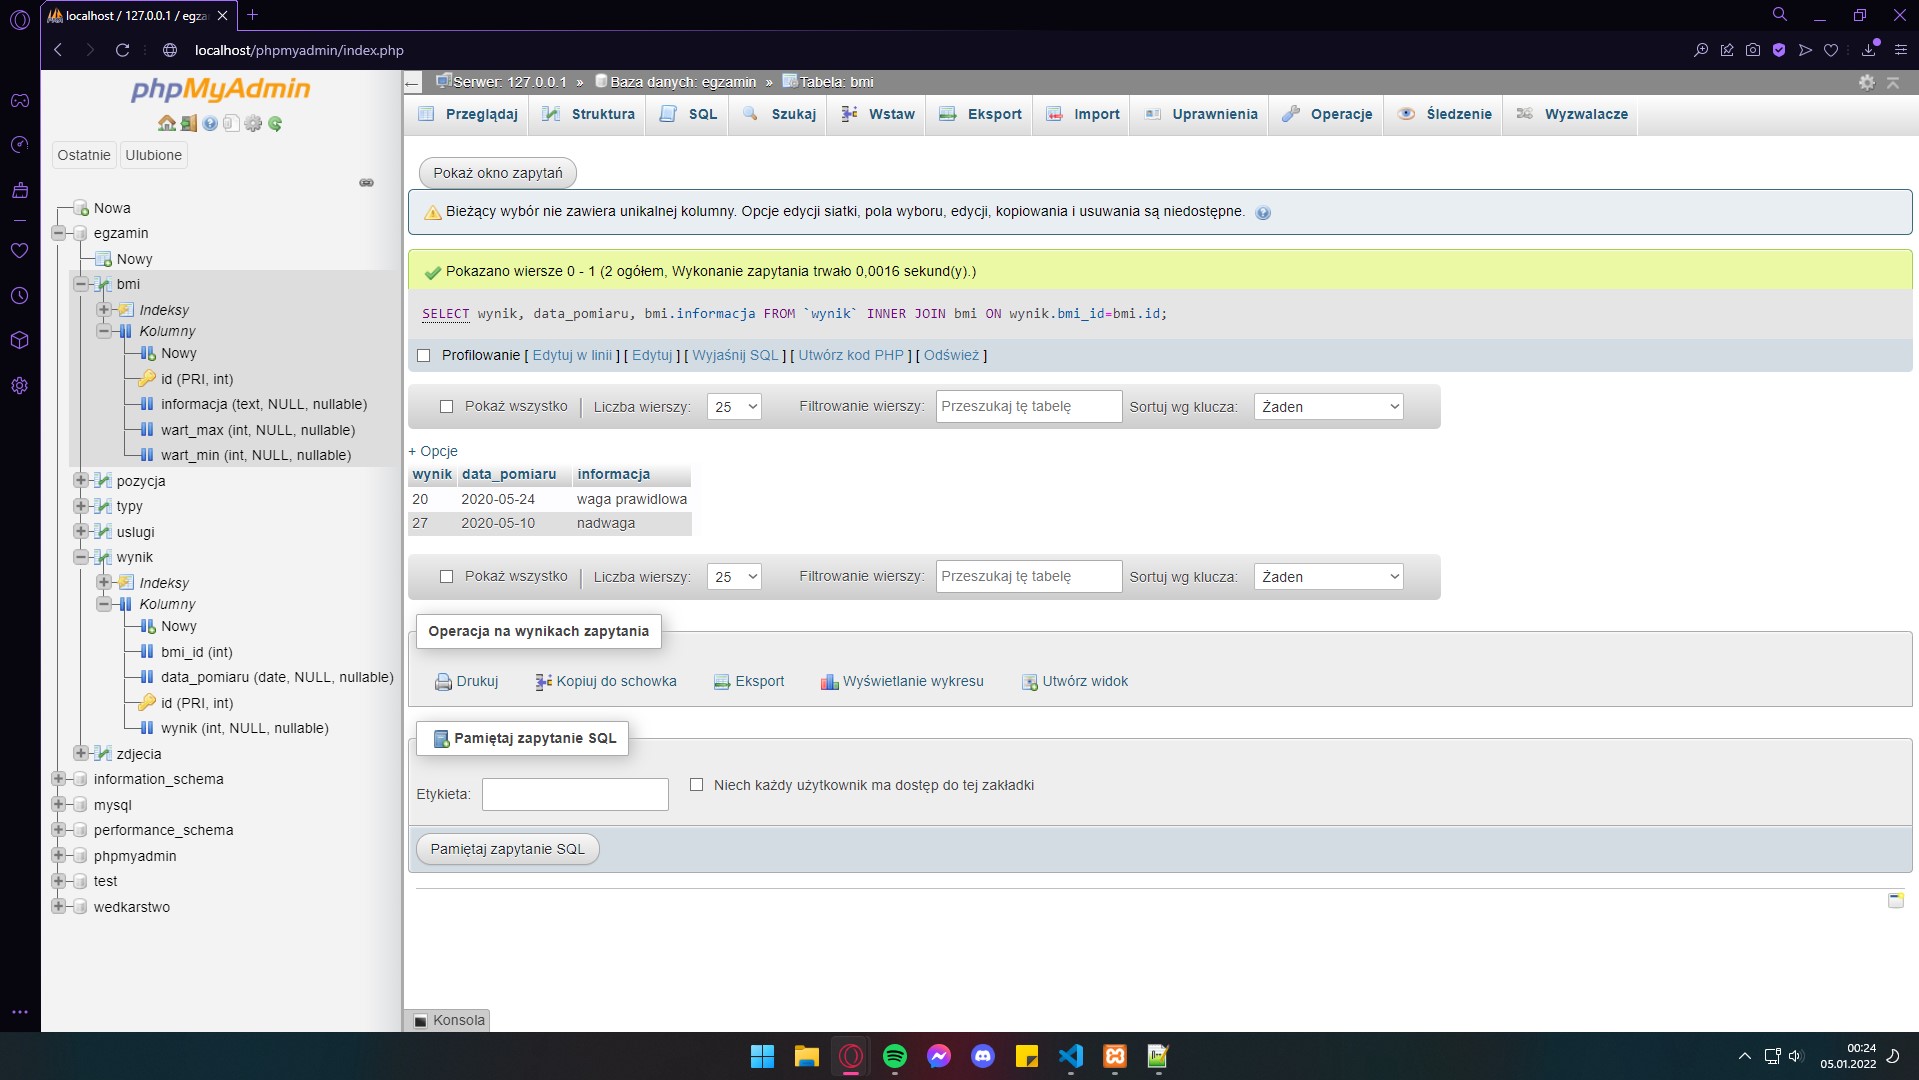 localhost / 127.0.0.1 / egza
localhost/phpmyadmin/index.php
phpMyAdmin
Ostatnie
Ulubione
Nowa
egzamin
Nowy
bmi
Indeksy
Kolumny
Nowy
id (PRI, int)
informacja (text, NULL, nullable)
wart_max (int, NULL, nullable)
wart_min (int, NULL, nullable)
pozycja
typy
uslugi
wynik
Indeksy
Kolumny
Nowy
bmi_id (int)
data_pomiaru (date, NULL, nullable)
id (PRI, int)
wynik (int, NULL, nullable)
zdjecia
information_schema
mysql
performance_schema
phpmyadmin
test
wedkarstwo
Serwer: 127.0.0.1 » Baza danych: egzamin » Tabela: bmi
Przeglądaj Struktura SQL Szukaj Wstaw Eksport Import Uprawnienia Operacje Śledzenie Wyzwalacze
Pokaż okno zapytań
Bieżący wybór nie zawiera unikalnej kolumny. Opcje edycji siatki, pola wyboru, edycji, kopiowania i usuwania są niedostępne.
Pokazano wiersze 0 - 1 (2 ogółem, Wykonanie zapytania trwało 0,0016 sekund(y).)
SELECT wynik, data_pomiaru, bmi.informacja FROM `wynik` INNER JOIN bmi ON wynik.bmi_id=bmi.id;
Profilowanie [ Edytuj w linii ] [ Edytuj ] [ Wyjaśnij SQL ] [ Utwórz kod PHP ] [ Odśwież ]
Pokaż wszystko | Liczba wierszy: 25 Filtrowanie wierszy: Przeszukaj tę tabelę Sortuj wg klucza: Żaden
+ Opcje
wynik data_pomiaru informacja
20 2020-05-24 waga prawidlowa
27 2020-05-10 nadwaga
Pokaż wszystko | Liczba wierszy: 25 Filtrowanie wierszy: Przeszukaj tę tabelę Sortuj wg klucza: Żaden
Operacja na wynikach zapytania
Drukuj Kopiuj do schowka Eksport Wyświetlanie wykresu Utwórz widok
Pamiętaj zapytanie SQL
Etykieta: Niech każdy użytkownik ma dostęp do tej zakładki
Pamiętaj zapytanie SQL
Konsola
00:24
05.01.2022